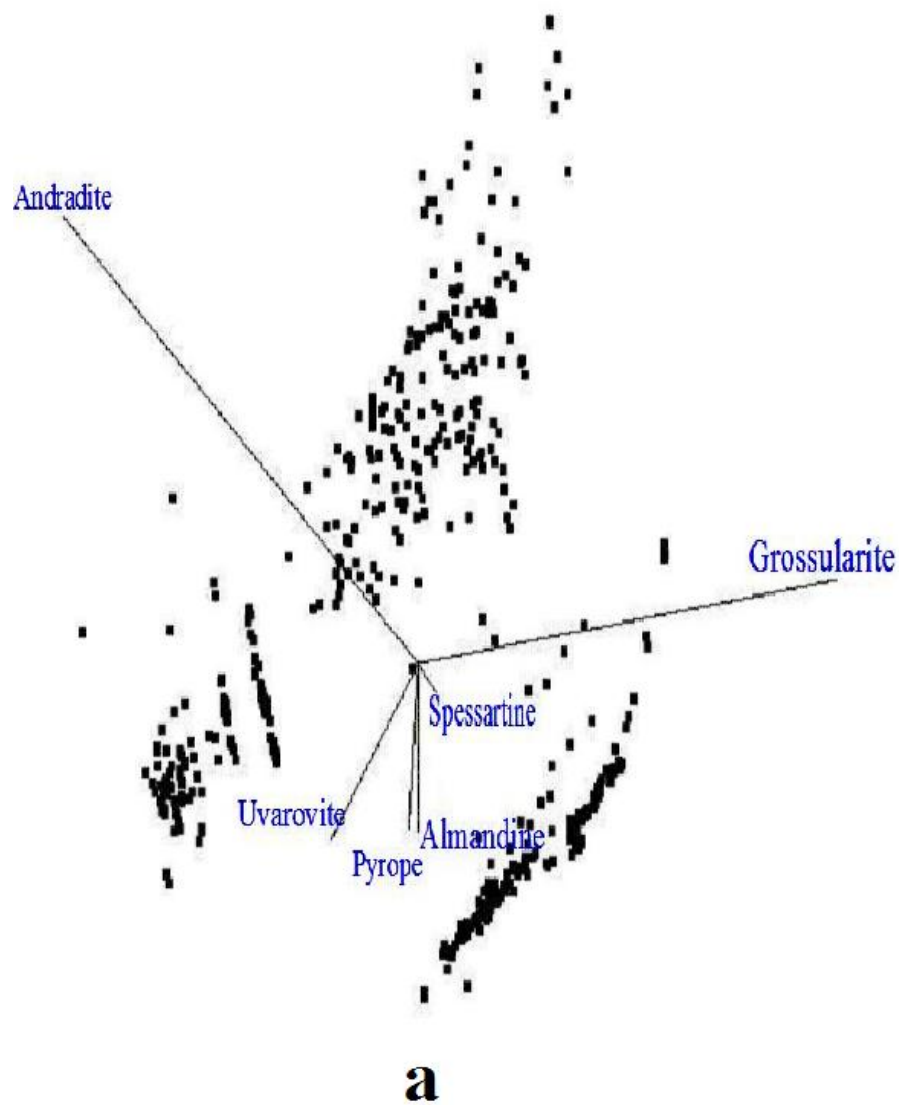 Andradite
Grossularite
Spessartine
Uvarovite
Almandine
Pyrope
a